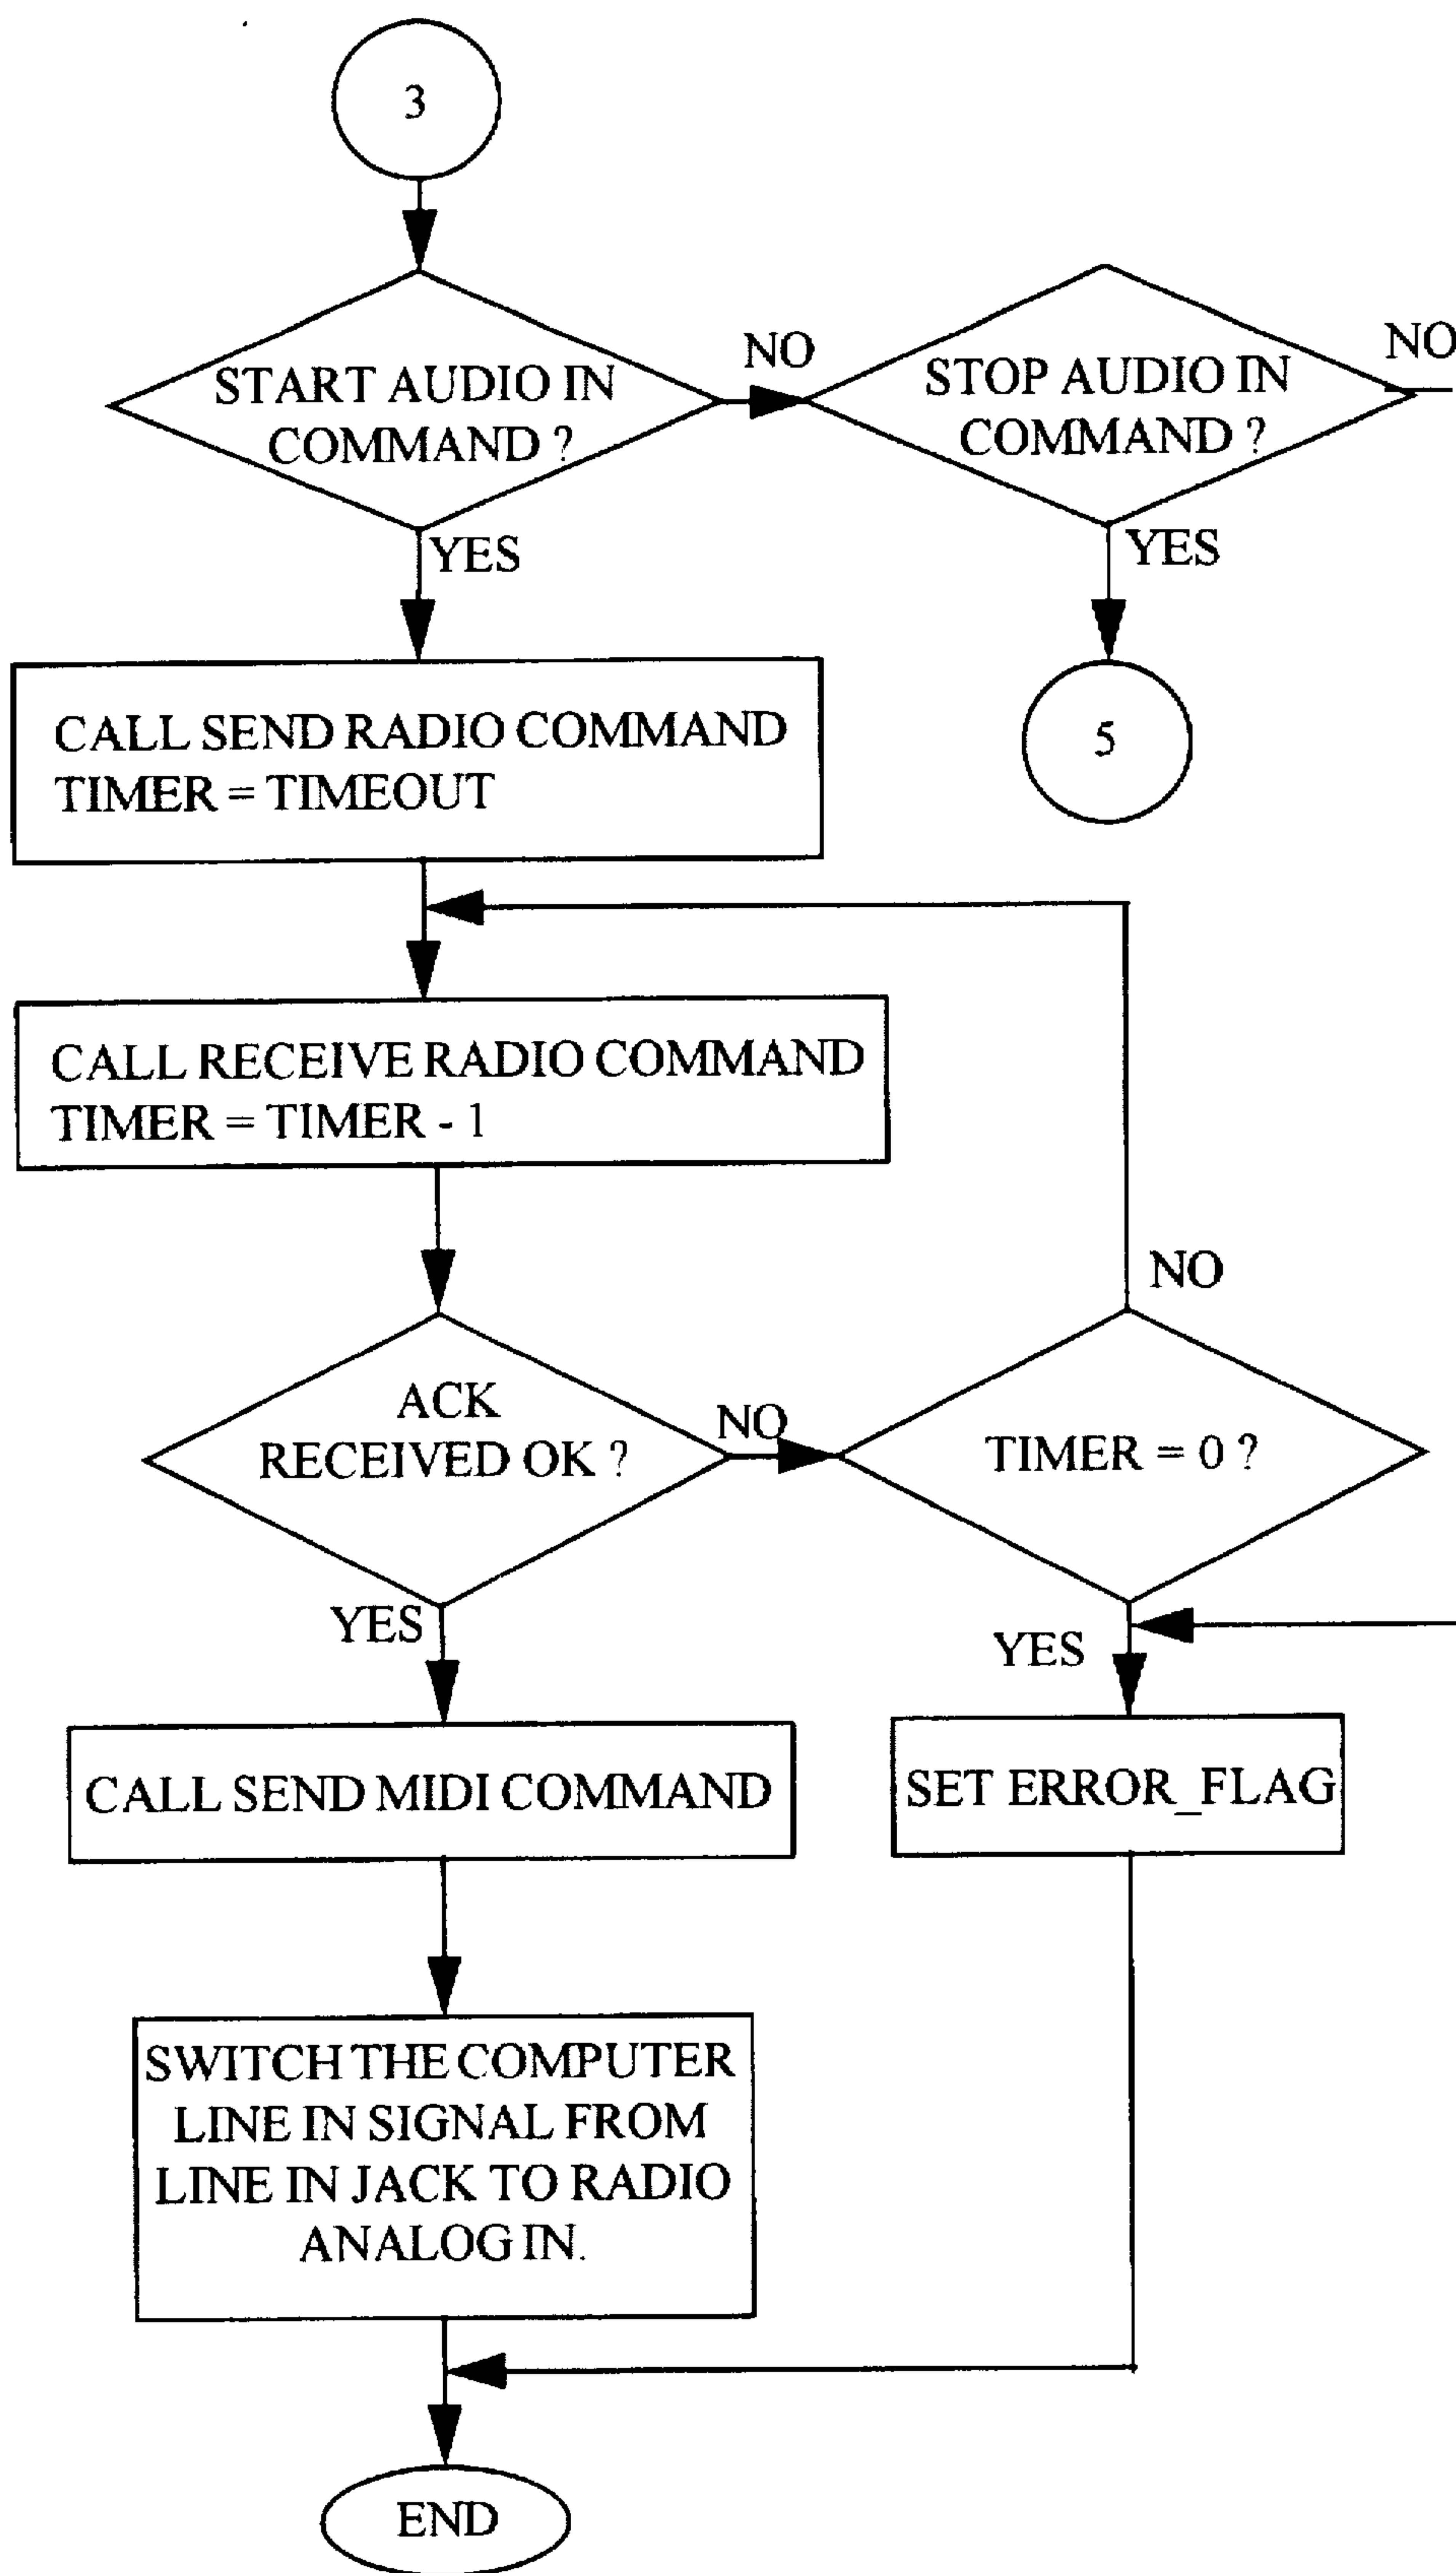 3
START AUDIO IN
COMMAND ?
NO
STOP AUDIO IN
COMMAND ?
NO
YES
YES
CALL SEND RADIO COMMAND
TIMER = TIMEOUT
5
CALL RECEIVE RADIO COMMAND
TIMER = TIMER - 1
NO
ACK
RECEIVED OK ?
NO
TIMER = 0 ?
YES
YES
CALL SEND MIDI COMMAND
SET ERROR_FLAG
SWITCH THE COMPUTER
LINE IN SIGNAL FROM
LINE IN JACK TO RADIO
ANALOG IN.
END